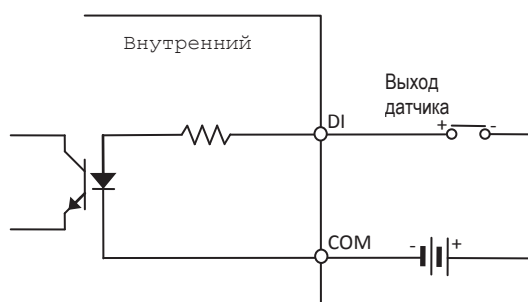 Внутренний
DI
Выход
датчика
+ -
COM
- +